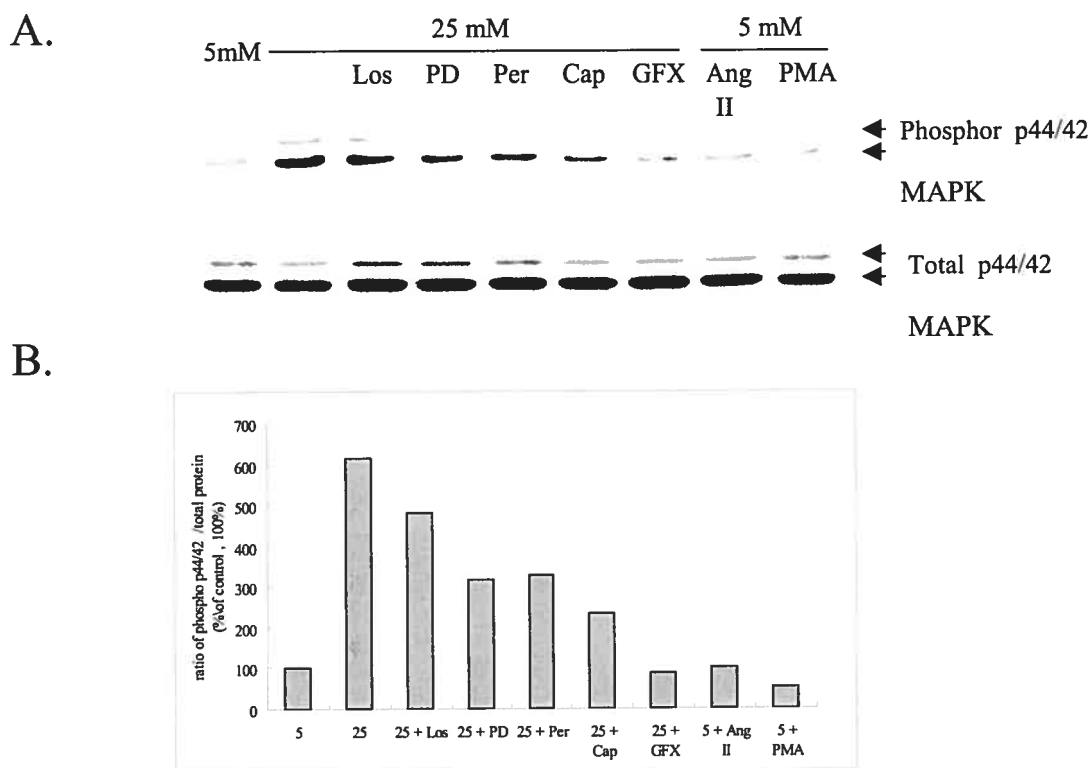 A.
5mM
25 mM
5 mM
Los PD Per Cap GFX Ang II PMA
Phosphor p44/42
MAPK
Total p44/42
MAPK
B.
ratio of phospho p44/42 /total protein
(%\of control , 100%)
700
600
500
400
300
200
100
0
5 25 25 + Los 25 + PD 25 + Per 25 + Cap 25 + GFX 5 + Ang II 5 + PMA